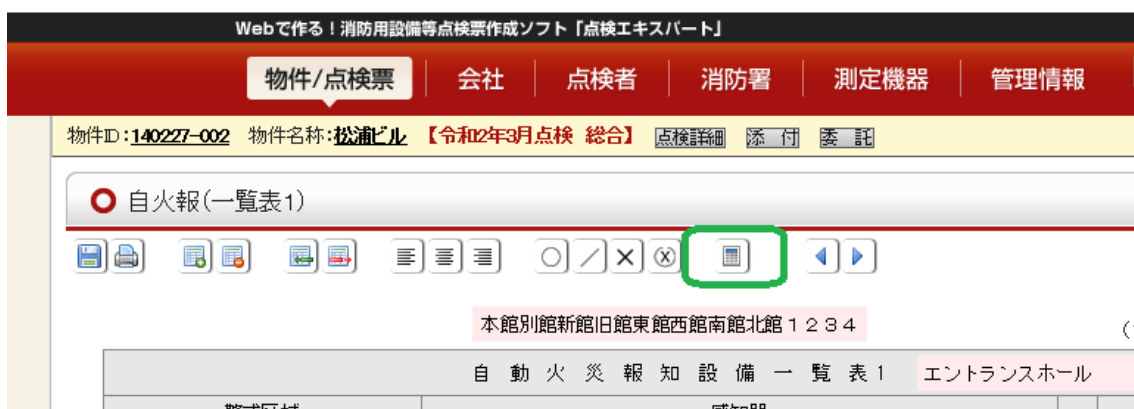 Webで作る！消防用設備等点検票作成ソフト「点検エキスパート」
物件/点検票 会社 点検者 消防署 測定機器 管理情報
物件ID:140227-002 物件名称:松浦ビル 【令和2年3月点検 総合】 点検詳細 添 付 委 託
自火報(一覧表1)
本館別館新館旧館東館西館南館北館１２３４
自 動 火 災 報 知 設 備 一 覧 表 1 エントランスホール